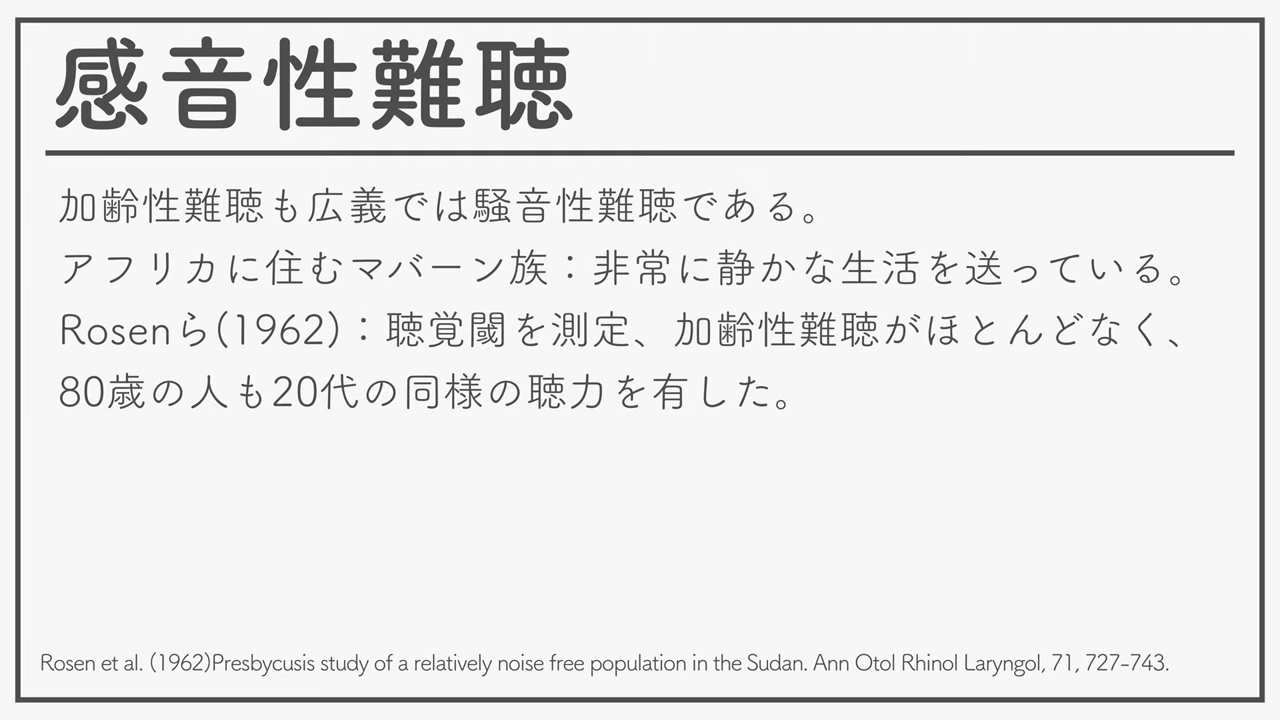 感音性難聴
加齢性難聴も広義では騒音性難聴である。
アフリカに住むマバーン族：非常に静かな生活を送っている。
Rosenら(1962)：聴覚閾を測定、加齢性難聴がほとんどなく、
80歳の人も20代の同様の聴力を有した。
Rosen et al. (1962)Presbycusis study of a relatively noise free population in the Sudan. Ann Otol Rhinol Laryngol, 71, 727-743.